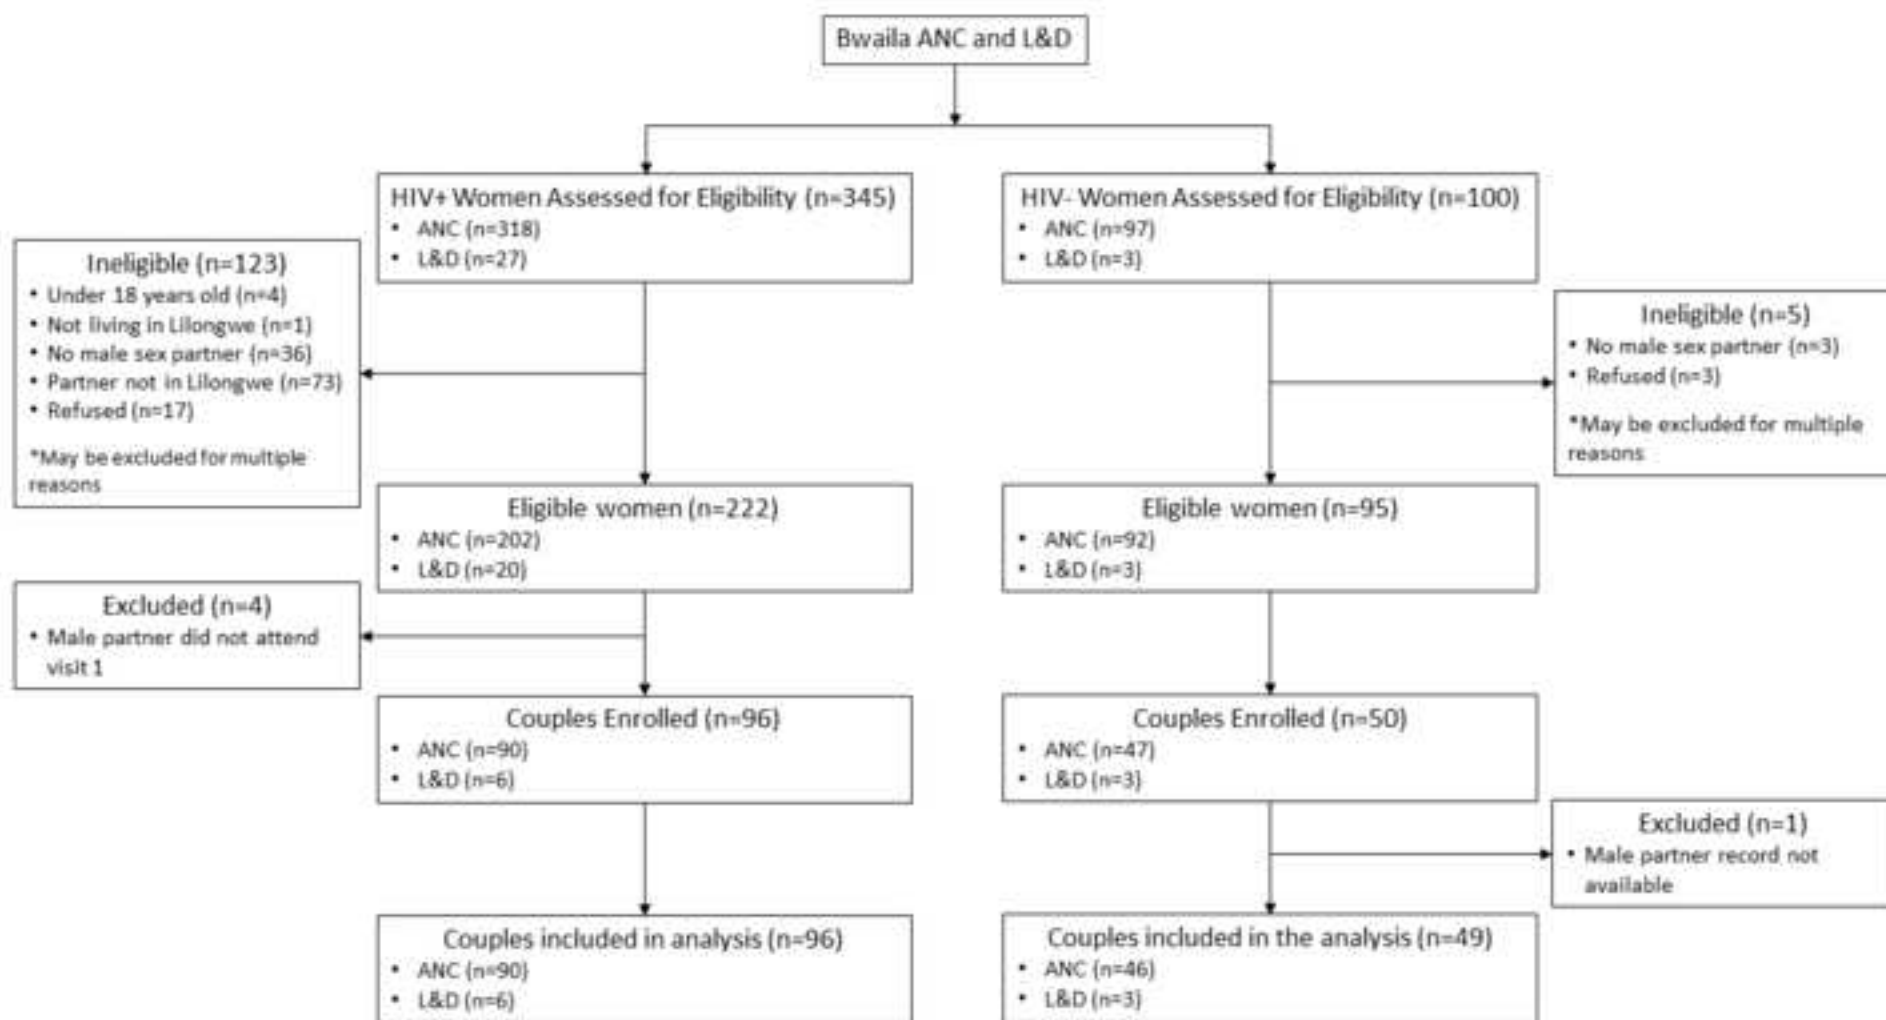 Bwaila ANC and L&D
HIV+ Women Assessed for Eligibility (n=345)
• ANC (n=318)
• L&D (n=27)
HIV- Women Assessed for Eligibility (n=100)
• ANC (n=97)
• L&D (n=3)
Ineligible (n=123)
• Under 18 years old (n=4)
• Not living in Lilongwe (n=1)
• No male sex partner (n=36)
• Partner not in Lilongwe (n=73)
• Refused (n=17)
*May be excluded for multiple
reasons
Ineligible (n=5)
• No male sex partner (n=3)
• Refused (n=3)
*May be excluded for multiple
reasons
Eligible women (n=222)
• ANC (n=202)
• L&D (n=20)
Eligible women (n=95)
• ANC (n=92)
• L&D (n=3)
Excluded (n=4)
• Male partner did not attend
visit 1
Couples Enrolled (n=96)
• ANC (n=90)
• L&D (n=6)
Couples Enrolled (n=50)
• ANC (n=47)
• L&D (n=3)
Excluded (n=1)
• Male partner record not
available
Couples included in analysis (n=96)
• ANC (n=90)
• L&D (n=6)
Couples included in the analysis (n=49)
• ANC (n=46)
• L&D (n=3)